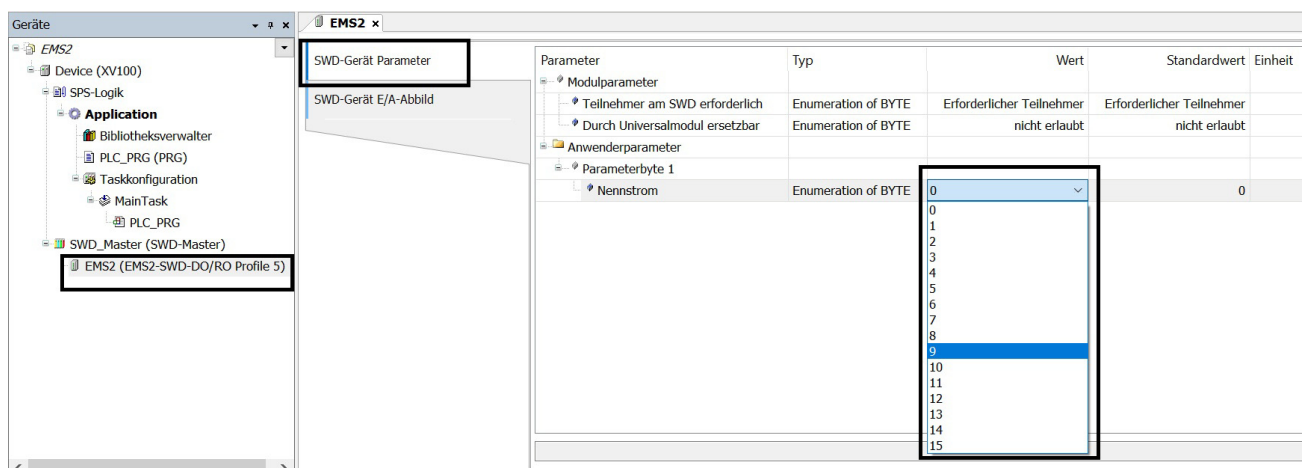 Geräte
EMS2
Device (XV100)
SPS-Logik
Application
Bibliotheksverwalter
PLC_PRG (PRG)
Taskkonfiguration
MainTask
PLC_PRG
SWD_Master (SWD-Master)
EMS2 (EMS2-SWD-DO/RO Profile 5)
EMS2
SWD-Gerät Parameter
SWD-Gerät E/A-Abbild
Parameter Typ Wert Standardwert Einheit
Modulparameter
Teilnehmer am SWD erforderlich Enumeration of BYTE Erforderlicher Teilnehmer Erforderlicher Teilnehmer
Durch Universalmodul ersetzbar Enumeration of BYTE nicht erlaubt nicht erlaubt
Anwenderparameter
Parameterbyte 1
Nennstrom Enumeration of BYTE 0 0
0
1
2
3
4
5
6
7
8
9
10
11
12
13
14
15